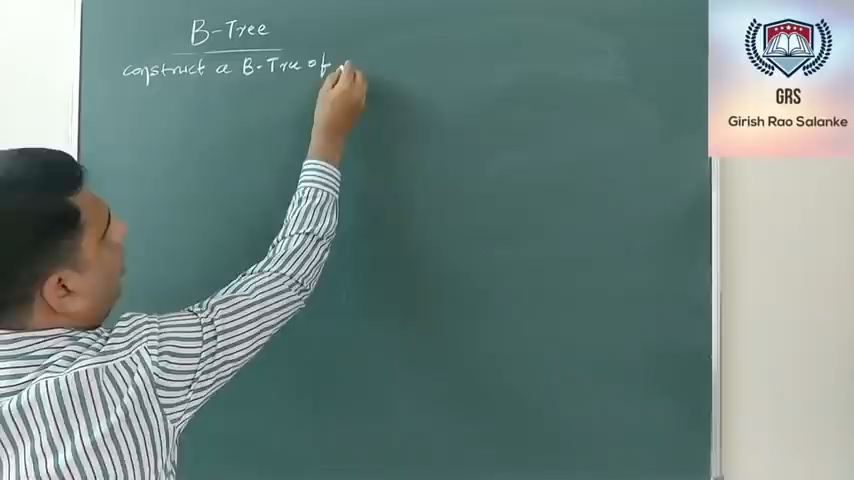 B-Tree
construct a B-Tree of
GRS
Girish Rao Salanke